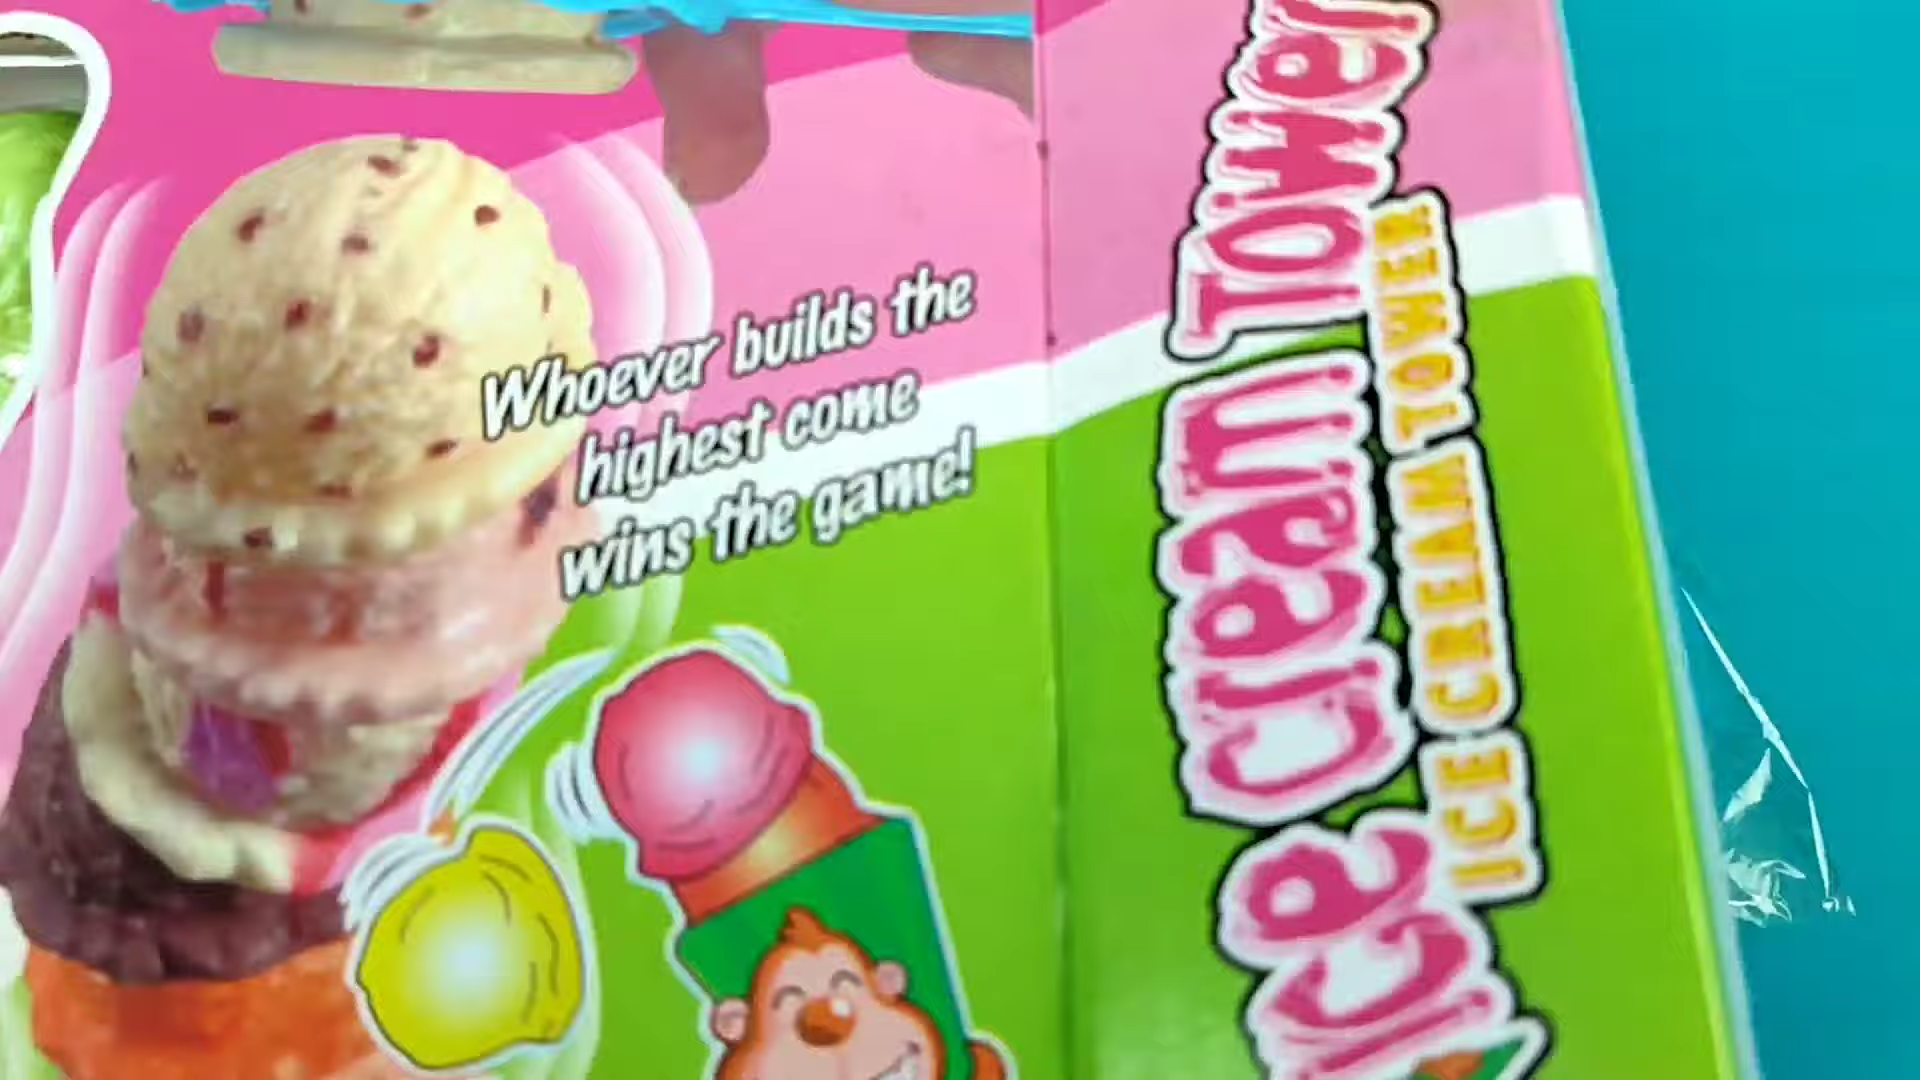 Whoever builds the
highest come
wins the game!
Ice Cream Tower
ICE CREAM TOWER